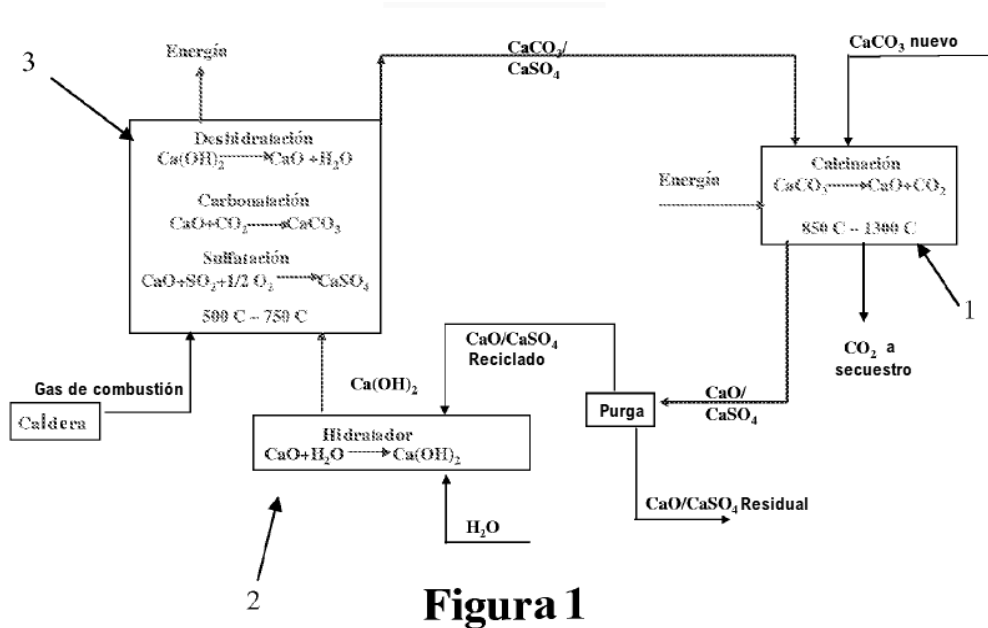 3
Energía
CaCO3/
CaSO4
CaCO3 nuevo
Deshidratación
Ca(OH)2 CaO +H2O
Carbonatación
CaO+CO2 CaCO3
Sulfatación
CaO+SO2+1/2 O2 CaSO4
500 C – 750 C
Energía
Calcinación
CaCO3 CaO+CO2
850 C – 1300 C
1
CaO/CaSO4
Reciclado
CO2 a
secuestro
Gas de combustión
Caldera
Ca(OH)2
Purga
CaO/
CaSO4
Hidratador
CaO+H2O Ca(OH)2
CaO/CaSO4 Residual
H2O
2
Figura 1